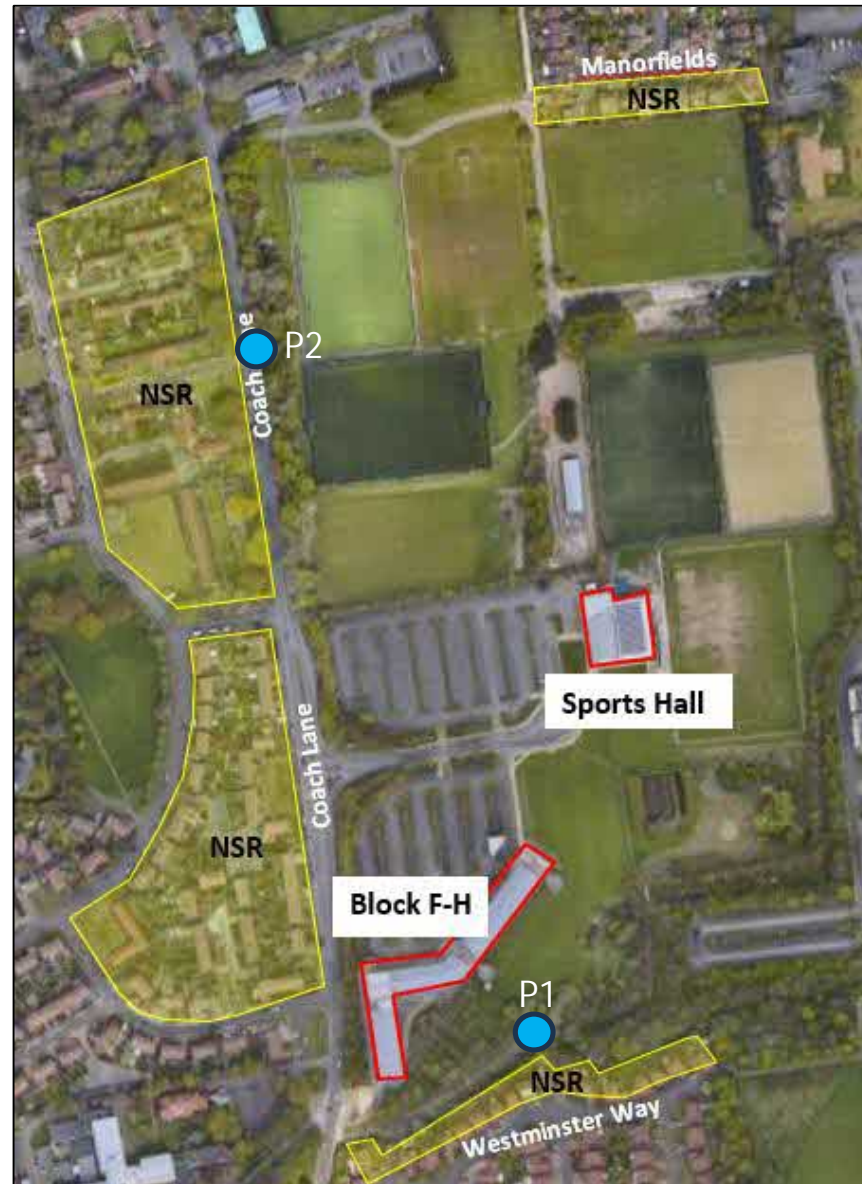 Manorfields
NSR
P2
Coach
NSR
Sports Hall
Coach Lane
NSR
Block F-H
P1
NSR
Westminster Way